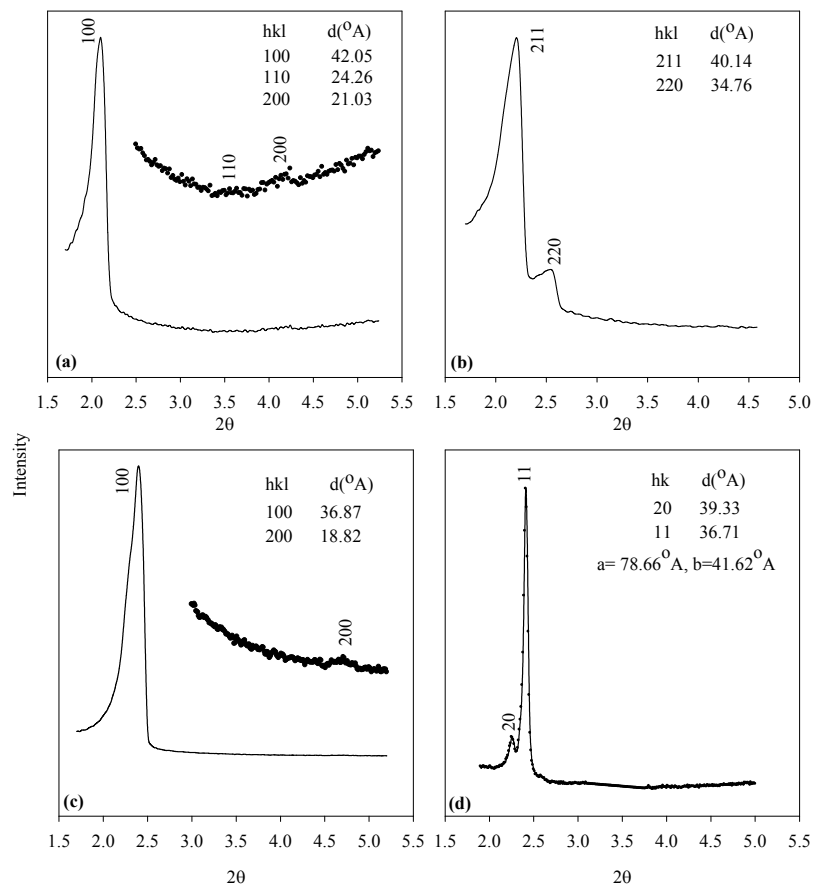 100
hkl d(ºA)
100 42.05
110 24.26
200 21.03
110
200
(a)
1.5 2.0 2.5 3.0 3.5 4.0 4.5 5.0 5.5
2θ
211
hkl d(ºA)
211 40.14
220 34.76
220
(b)
1.5 2.0 2.5 3.0 3.5 4.0 4.5 5.0
2θ
Intensity
100
hkl d(ºA)
100 36.87
200 18.82
200
(c)
1.5 2.0 2.5 3.0 3.5 4.0 4.5 5.0 5.5
2θ
11
hk d(ºA)
20 39.33
11 36.71
a= 78.66ºA, b=41.62ºA
20
(d)
1.5 2.0 2.5 3.0 3.5 4.0 4.5 5.0 5.5
2θ